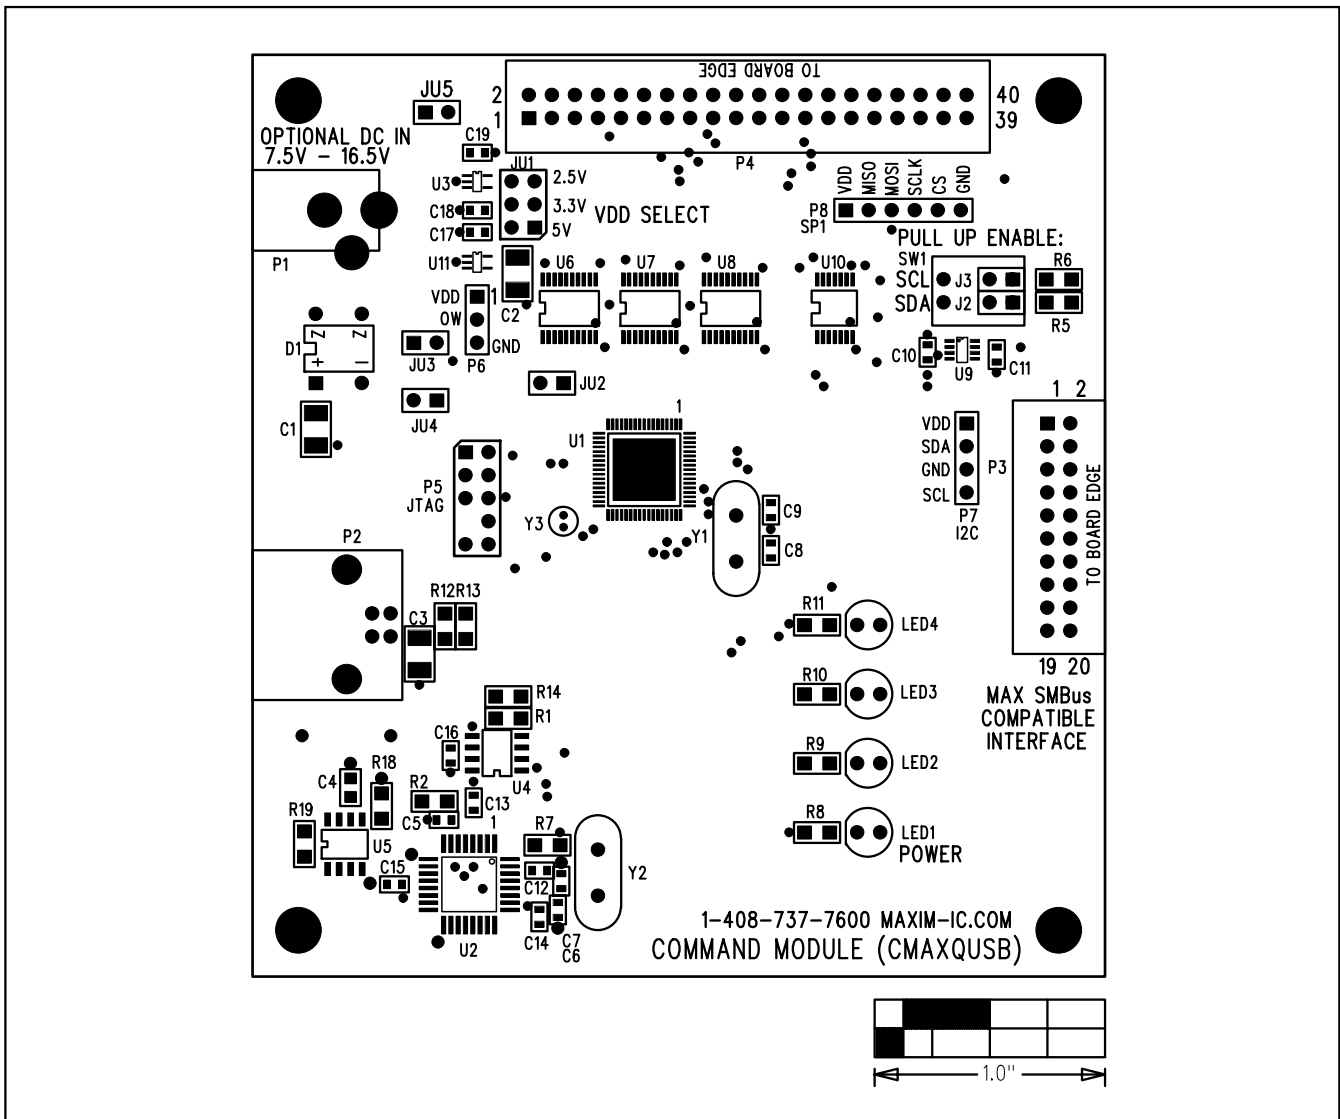 TO BOARD EDGE
JU5
2
40
1
39
OPTIONAL DC IN
7.5V – 16.5V
C19
P4
JU1
VDD
MISO
MOSI
SCLK
CS
GND
U3
2.5V
C18
3.3V
VDD SELECT
P8
SP1
C17
5V
PULL UP ENABLE:
P1
U11
U6
U7
U8
U10
SW1
R6
SCL
J3
VDD
1
OW
C2
SDA
J2
R5
GND
D1
Z
Z
+
–
JU3
P6
C10
U9
C11
JU2
1 2
JU4
1
C1
U1
VDD
SDA
GND
P3
SCL
P7
I2C
TO BOARD EDGE
P5
JTAG
Y3
Y1
C9
C8
P2
R12
R13
C3
R11
LED4
19 20
R10
LED3
MAX SMBus
COMPATIBLE
INTERFACE
R14
R1
C16
R9
LED2
R18
C4
R2
U4
C13
R19
C5
1
R7
R8
LED1
POWER
U5
C15
C12
Y2
U2
C14
C7
C6
1-408-737-7600 MAXIM-IC.COM
COMMAND MODULE (CMAXQUSB)
1.0"